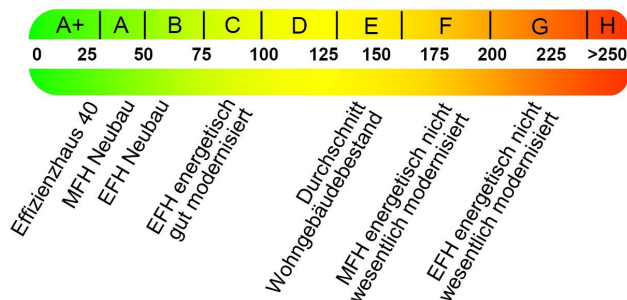 A+ A B C D E F G H
0 25 50 75 100 125 150 175 200 225 >250
Effizienzhaus 40
MFH Neubau
EFH Neubau
EFH energetisch
gut modernisiert
Durchschnitt
Wohngebäudebestand
MFH energetisch nicht
wesentlich modernisiert
EFH energetisch nicht
wesentlich modernisiert